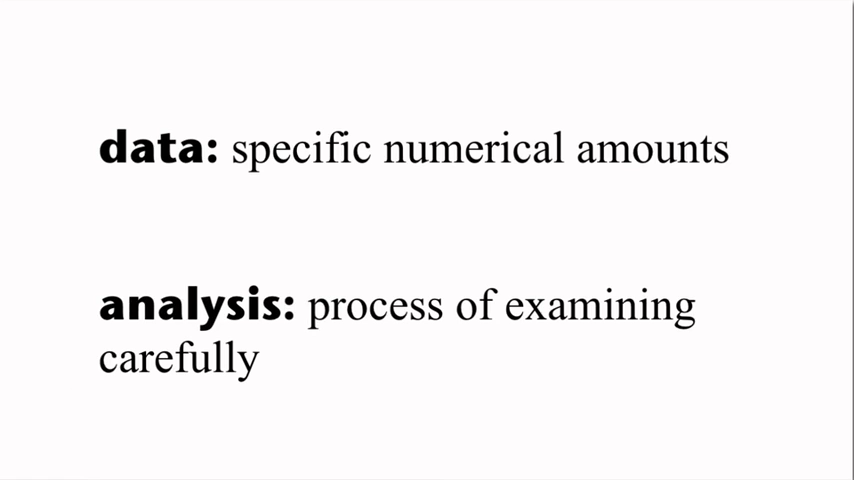 data: specific numerical amounts
analysis: process of examining
carefully